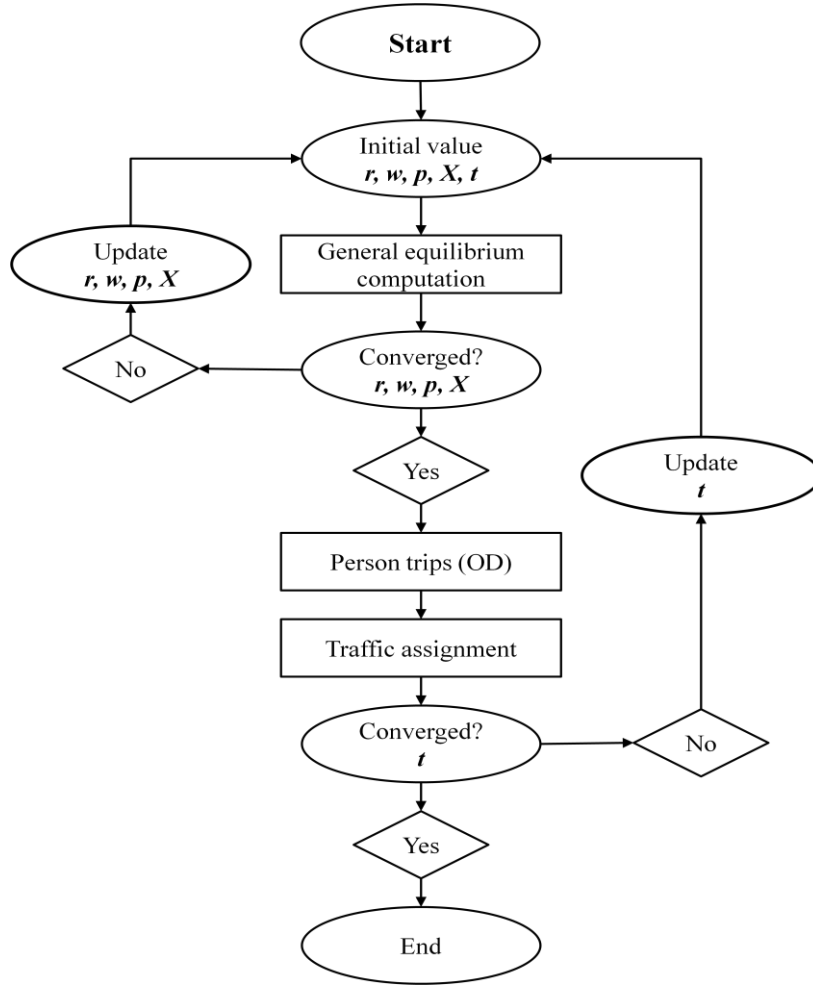 Start
Initial value
r, w, p, X, t
General equilibrium
computation
Update
r, w, p, X
No
Converged?
r, w, p, X
Yes
Update
t
Person trips (OD)
Traffic assignment
Converged?
t
No
Yes
End